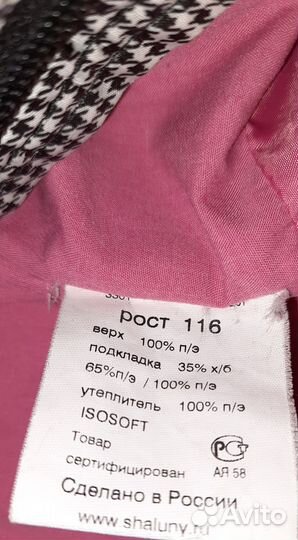 рост 116
верх 100% п/э
подкладка 35% х/б
65%п/э / 100% п/э
утеплитель 100% п/э
ISOSOFT
Товар
сертифицирован АЯ 58
Сделано в России
www.shaluny.ru
Avito